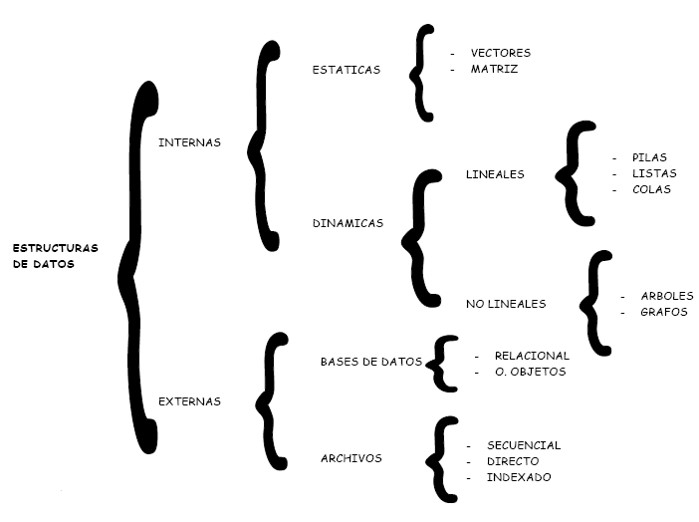 ESTRUCTURAS
DE DATOS
INTERNAS
ESTATICAS
- VECTORES
- MATRIZ
DINAMICAS
LINEALES
- PILAS
- LISTAS
- COLAS
NO LINEALES
- ARBOLES
- GRAFOS
EXTERNAS
BASES DE DATOS
- RELACIONAL
- O. OBJETOS
ARCHIVOS
- SECUENCIAL
- DIRECTO
- INDEXADO